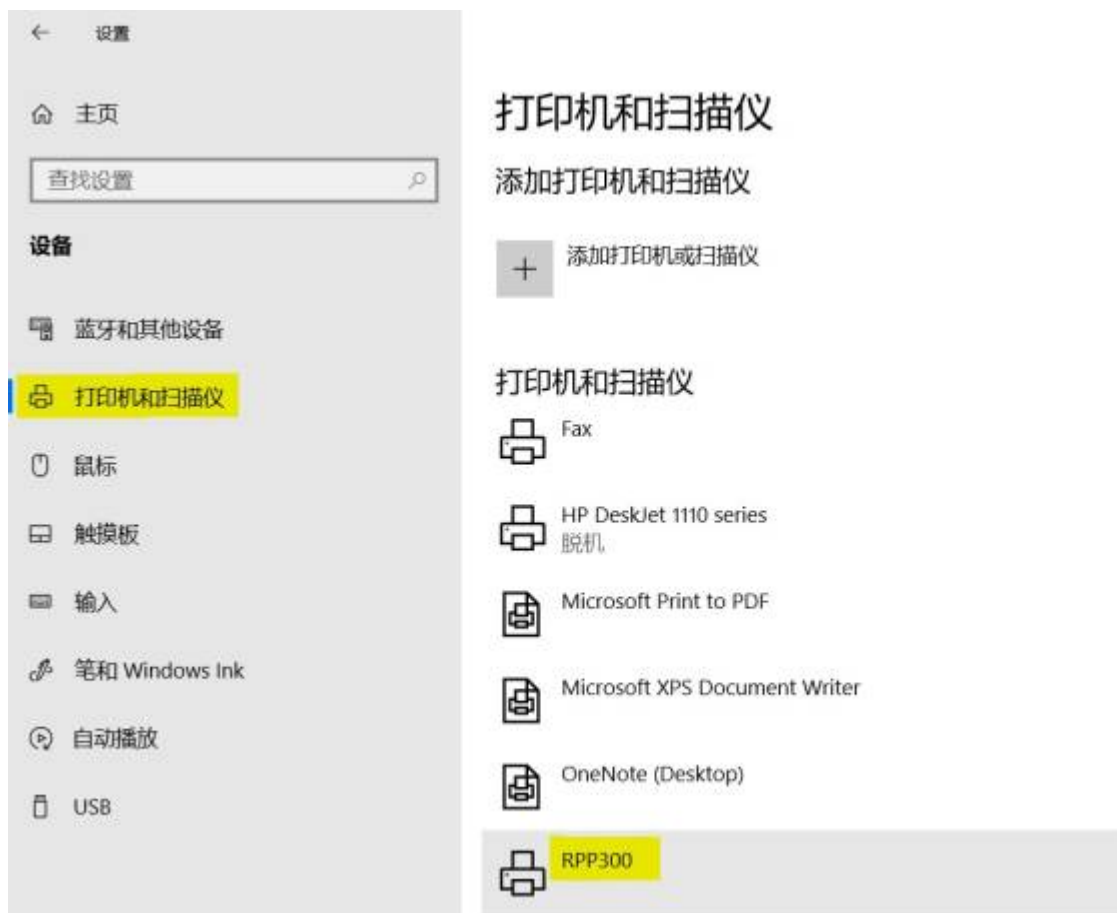 设置
主页
查找设置
设备
蓝牙和其他设备
打印机和扫描仪
鼠标
触摸板
输入
笔和 Windows Ink
自动播放
USB
打印机和扫描仪
添加打印机和扫描仪
添加打印机或扫描仪
打印机和扫描仪
Fax
HP DeskJet 1110 series
脱机
Microsoft Print to PDF
Microsoft XPS Document Writer
OneNote (Desktop)
RPP300